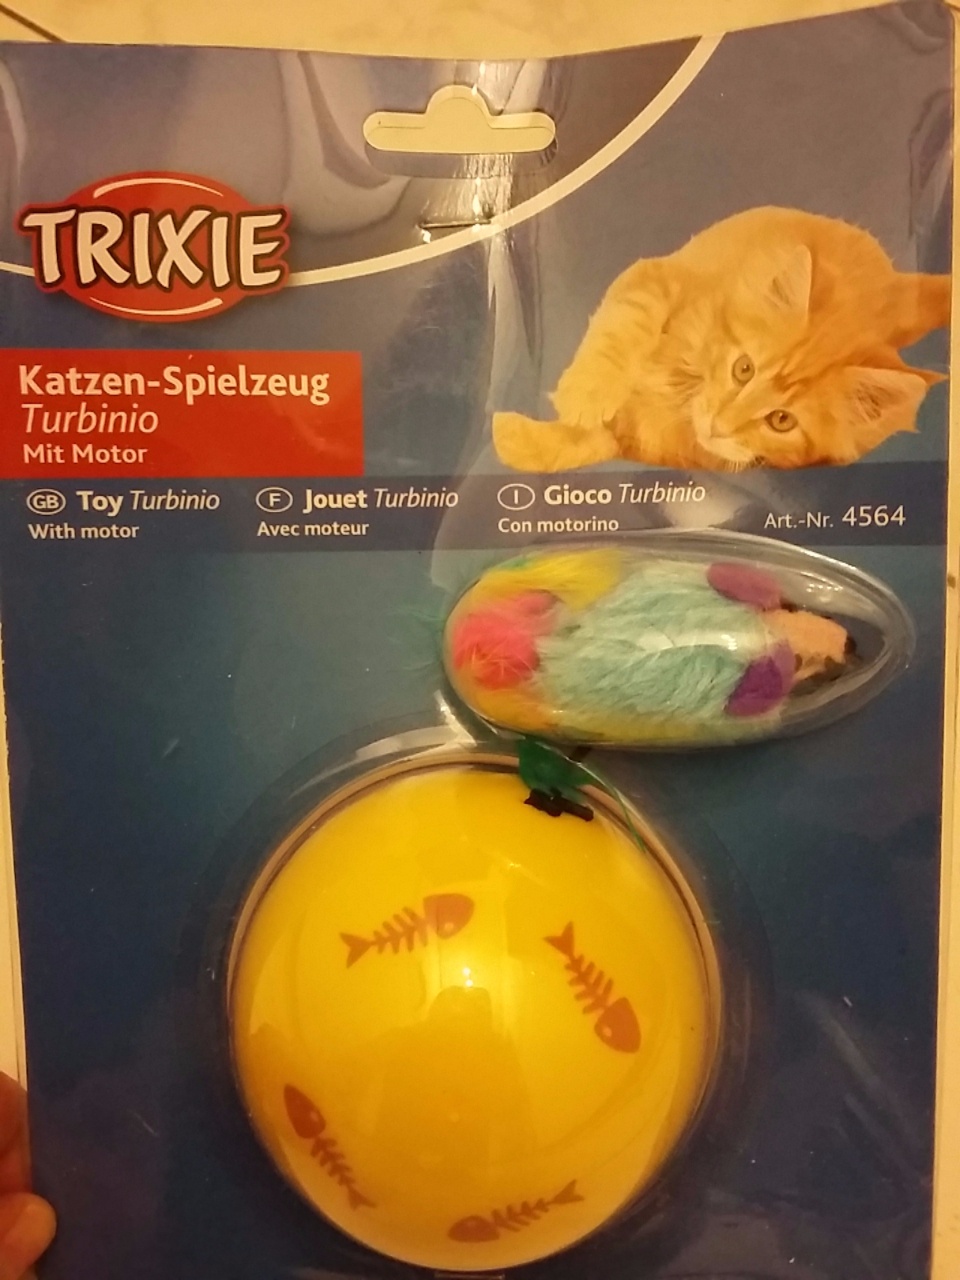 TRIXIE
Katzen-Spielzeug
Turbinio
Mit Motor
GB Toy Turbinio
With motor
F Jouet Turbinio
Avec moteur
I Gioco Turbinio
Con motorino
Art.-Nr. 4564